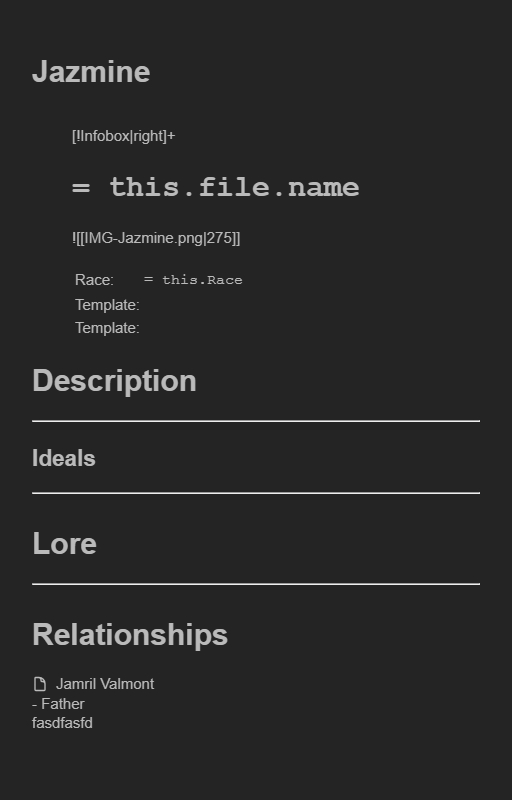 Jazmine
[!Infobox|right]+
= this.file.name
![[IMG-Jazmine.png|275]]
Race: = this.Race
Template:
Template:
Description
Ideals
Lore
Relationships
Jamril Valmont
- Father
fasdfasfd